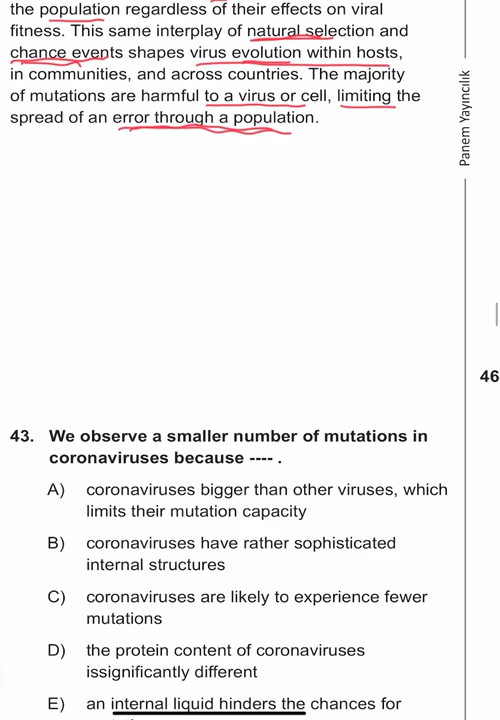 the population regardless of their effects on viral
fitness. This same interplay of natural selection and
chance events shapes virus evolution within hosts,
in communities, and across countries. The majority
of mutations are harmful to a virus or cell, limiting the
spread of an error through a population.
Panem Yayıncılık
46
43. We observe a smaller number of mutations in
coronaviruses because ---- .
A) coronaviruses bigger than other viruses, which
limits their mutation capacity
B) coronaviruses have rather sophisticated
internal structures
C) coronaviruses are likely to experience fewer
mutations
D) the protein content of coronaviruses
issignificantly different
E) an internal liquid hinders the chances for